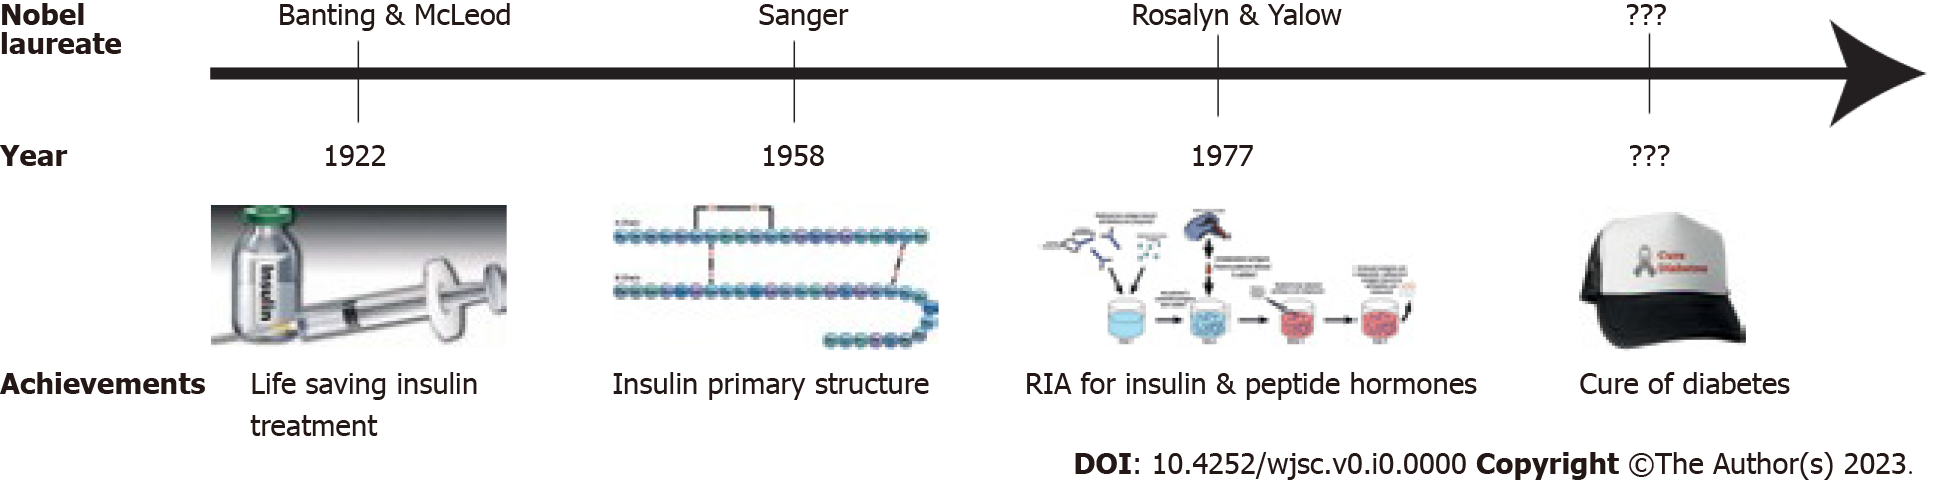 Nobel laureate
Banting & McLeod
Sanger
Rosalyn & Yalow
???
Year
1922
1958
1977
???
Insulin
Cure
Diabetes
Achievements
Life saving insulin
treatment
Insulin primary structure
RIA for insulin & peptide hormones
Cure of diabetes
DOI: 10.4252/wjsc.v0.i0.0000 Copyright ©The Author(s) 2023.